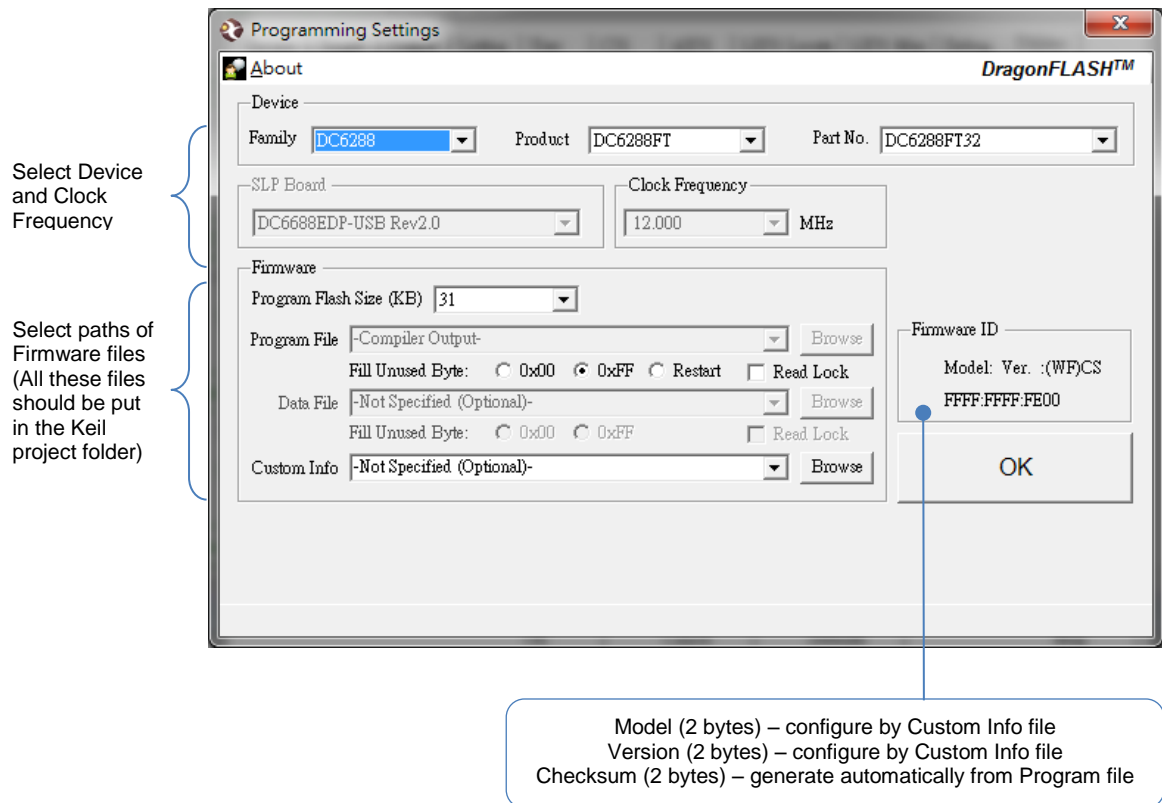 Programming Settings
x
About
DragonFLASH™
Device
Family DC6288 Product DC6288FT Part No. DC6288FT32
Select Device
and Clock
Frequency
SLP Board
DC6688EDP-USB Rev2.0
Clock Frequency
12.000 MHz
Select paths of
Firmware files
(All these files
should be put
in the Keil
project folder)
Firmware
Program Flash Size (KB) 31
Program File -Compiler Output- Browse
Fill Unused Byte: 0x00 0xFF Restart Read Lock
Data File -Not Specified (Optional)- Browse
Fill Unused Byte: 0x00 0xFF Read Lock
Custom Info -Not Specified (Optional)- Browse
Firmware ID
Model: Ver. :(WF)CS
FFFF:FFFF:FE00
OK
Model (2 bytes) – configure by Custom Info file
Version (2 bytes) – configure by Custom Info file
Checksum (2 bytes) – generate automatically from Program file